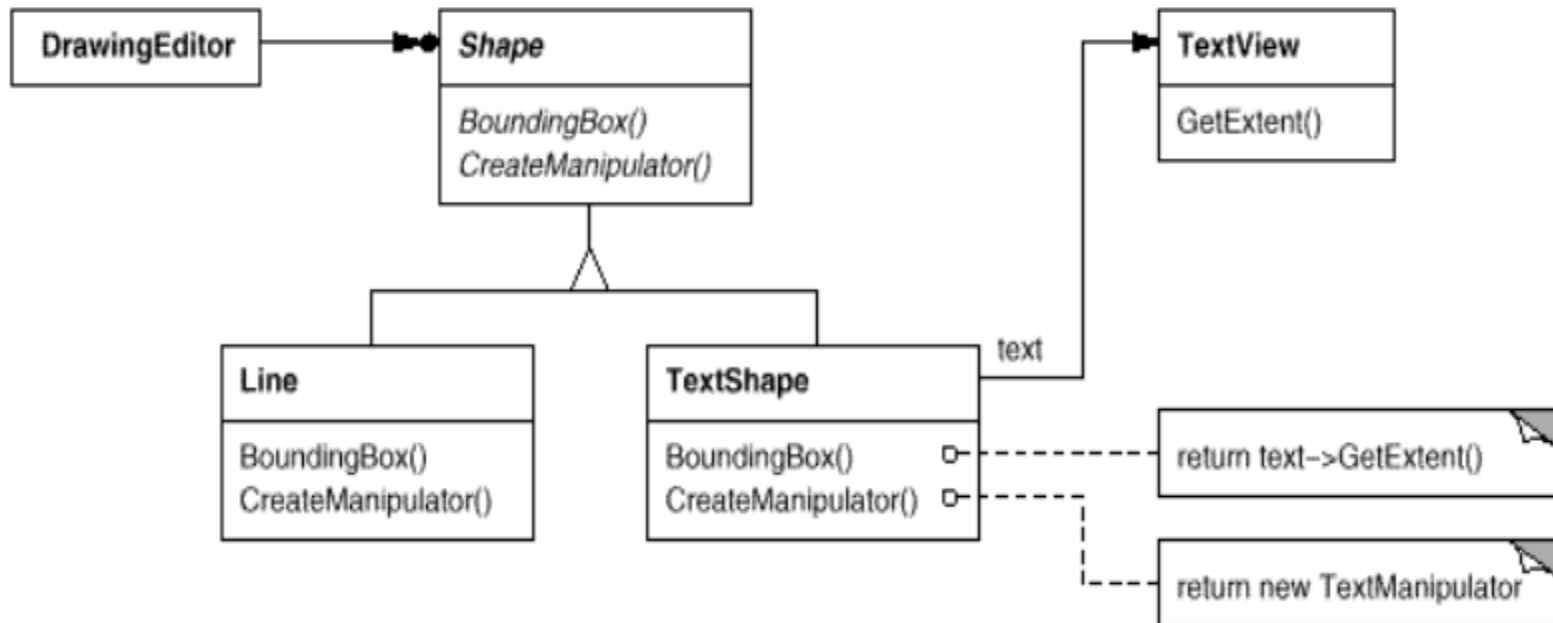 DrawingEditor
Shape
BoundingBox()
CreateManipulator()
TextView
GetExtent()
Line
BoundingBox()
CreateManipulator()
TextShape
BoundingBox()
CreateManipulator()
text
return text->GetExtent()
return new TextManipulator